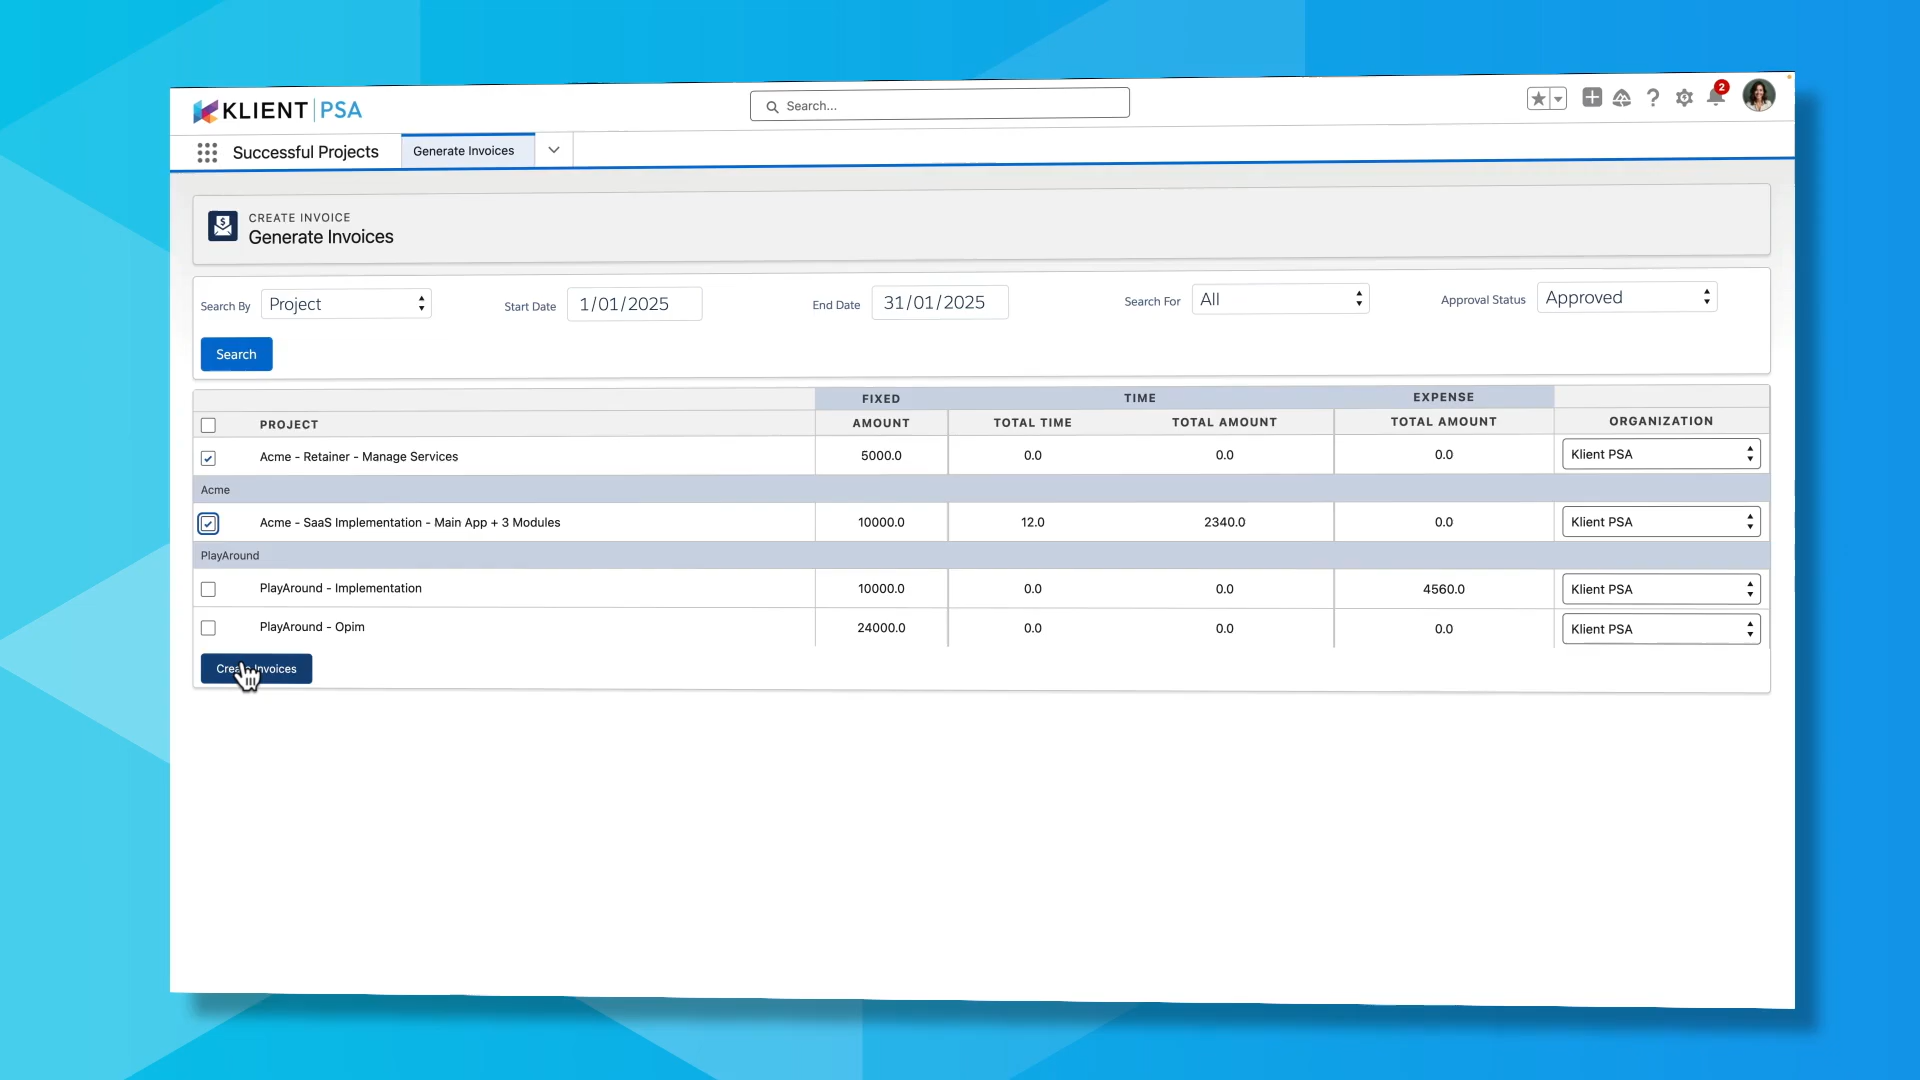 KLIENT PSA
Search...
2
Successful Projects
Generate Invoices
CREATE INVOICE
Generate Invoices
Search By
Project
Start Date
1/01/2025
End Date
31/01/2025
Search For
All
Approval Status
Approved
Search
FIXED TIME EXPENSE
PROJECT AMOUNT TOTAL TIME TOTAL AMOUNT TOTAL AMOUNT ORGANIZATION
Acme - Retainer - Manage Services 5000.0 0.0 0.0 0.0 Klient PSA
Acme
Acme - SaaS Implementation - Main App + 3 Modules 10000.0 12.0 2340.0 0.0 Klient PSA
PlayAround
PlayAround - Implementation 10000.0 0.0 0.0 4560.0 Klient PSA
PlayAround - Opim 24000.0 0.0 0.0 0.0 Klient PSA
Create Invoices